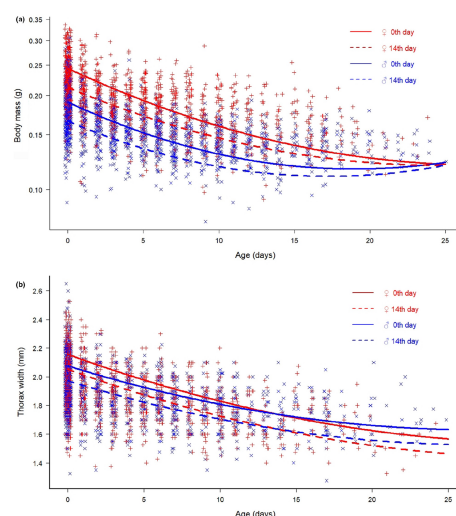 (a)
0.35
0.30
0.25
0.20
0.15
0.10
Body mass (g)
♀ 0th day
♀ 14th day
♂ 0th day
♂ 14th day
0 5 10 15 20 25
Age (days)
(b)
2.6
2.4
2.2
2.0
1.8
1.6
1.4
Thorax width (mm)
♀ 0th day
♀ 14th day
♂ 0th day
♂ 14th day
0 5 10 15 20 25
Age (days)